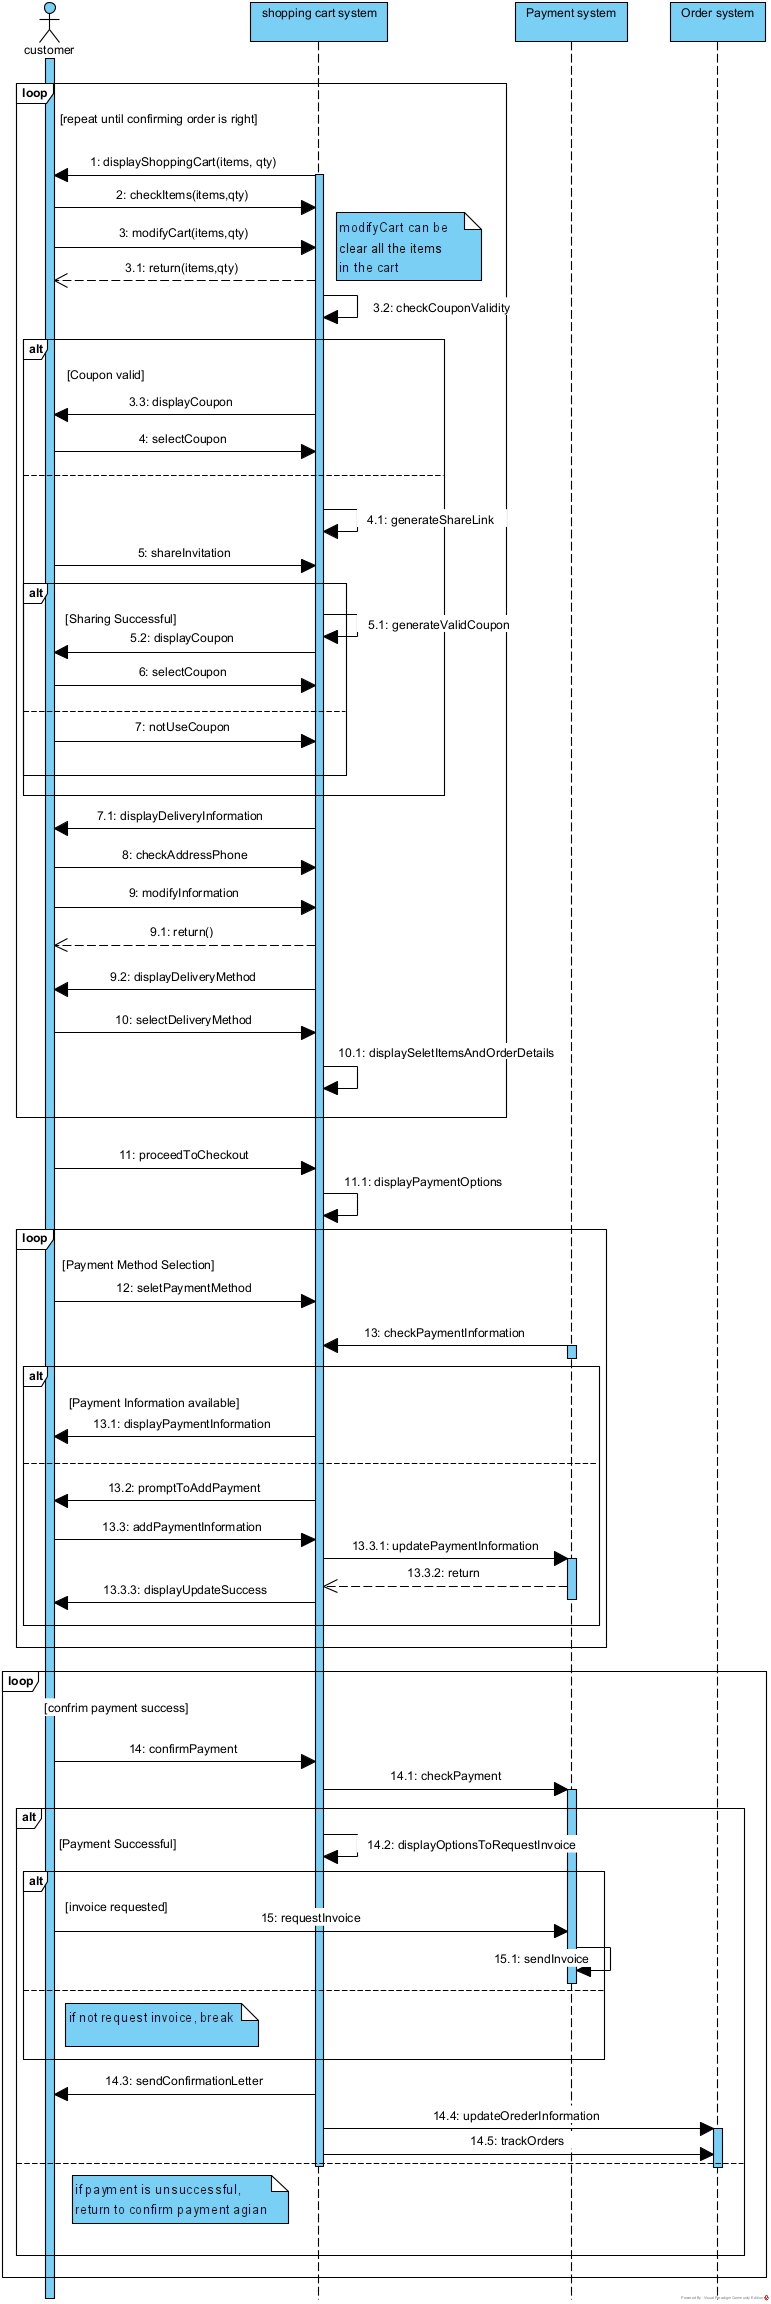 shopping cart system
Payment system
Order system
customer
loop
[repeat until confirming order is right]
1: displayShoppingCart(items, qty)
2: checkItems(items,qty)
3: modifyCart(items,qty)
modifyCart can be
clear all the items
in the cart
3.1: return(items,qty)
3.2: checkCouponValidity
alt
[Coupon valid]
3.3: displayCoupon
4: selectCoupon
4.1: generateShareLink
5: shareInvitation
alt
[Sharing Successful]
5.1: generateValidCoupon
5.2: displayCoupon
6: selectCoupon
7: notUseCoupon
7.1: displayDeliveryInformation
8: checkAddressPhone
9: modifyInformation
9.1: return()
9.2: displayDeliveryMethod
10: selectDeliveryMethod
10.1: displaySeletItemsAndOrderDetails
11: proceedToCheckout
11.1: displayPaymentOptions
loop
[Payment Method Selection]
12: seletPaymentMethod
13: checkPaymentInformation
alt
[Payment Information available]
13.1: displayPaymentInformation
13.2: promptToAddPayment
13.3: addPaymentInformation
13.3.1: updatePaymentInformation
13.3.2: return
13.3.3: displayUpdateSuccess
loop
[confrim payment success]
14: confirmPayment
14.1: checkPayment
alt
[Payment Successful]
14.2: displayOptionsToRequestInvoice
alt
[invoice requested]
15: requestInvoice
15.1: sendInvoice
if not request invoice, break
14.3: sendConfirmationLetter
14.4: updateOrederInformation
14.5: trackOrders
if payment is unsuccessful,
return to confirm payment agian
Powered By Visual Paradigm Community Edition